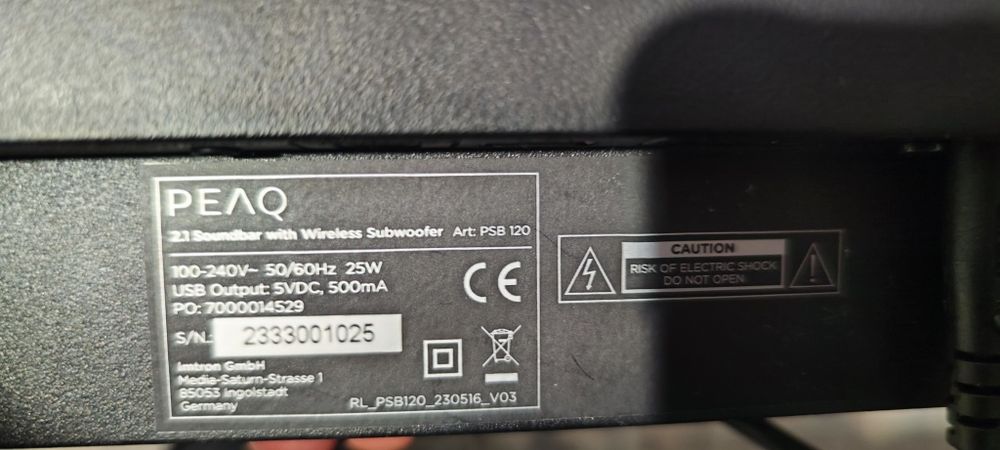 PEAQ
2.1 Soundbar with Wireless Subwoofer Art: PSB 120
100-240V~ 50/60Hz 25W
USB Output: 5VDC, 500mA
PO: 7000014529
S/N.: 2333001025
Imtron GmbH
Media-Saturn-Strasse 1
85053 Ingolstadt
Germany
CE
RL_PSB120_230516_V03
CAUTION
RISK OF ELECTRIC SHOCK
DO NOT OPEN